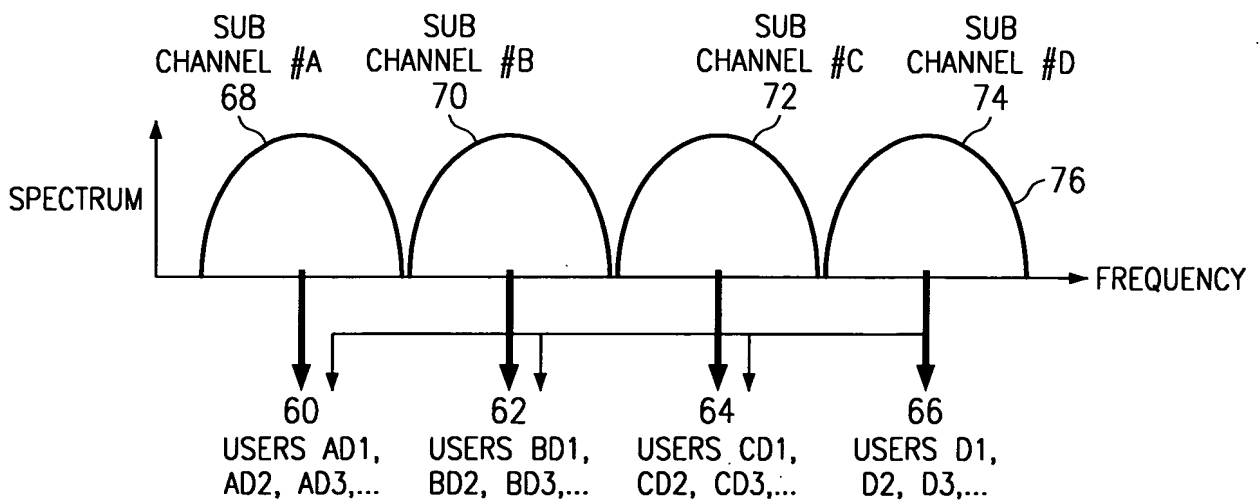 SUB
CHANNEL #A
68
SUB
CHANNEL #B
70
SUB
CHANNEL #C
72
SUB
CHANNEL #D
74
76
SPECTRUM
FREQUENCY
60
USERS AD1,
AD2, AD3,...
62
USERS BD1,
BD2, BD3,...
64
USERS CD1,
CD2, CD3,...
66
USERS D1,
D2, D3,...